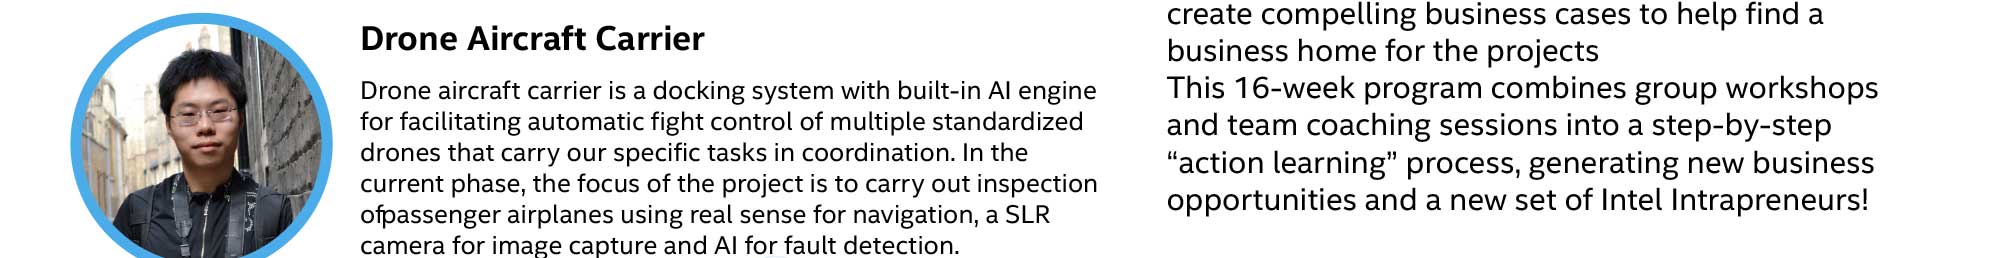 Drone Aircraft Carrier
Drone aircraft carrier is a docking system with built-in AI engine
for facilitating automatic fight control of multiple standardized
drones that carry our specific tasks in coordination. In the
current phase, the focus of the project is to carry out inspection
ofpassenger airplanes using real sense for navigation, a SLR
camera for image capture and AI for fault detection.
create compelling business cases to help find a
business home for the projects
This 16-week program combines group workshops
and team coaching sessions into a step-by-step
“action learning” process, generating new business
opportunities and a new set of Intel Intrapreneurs!